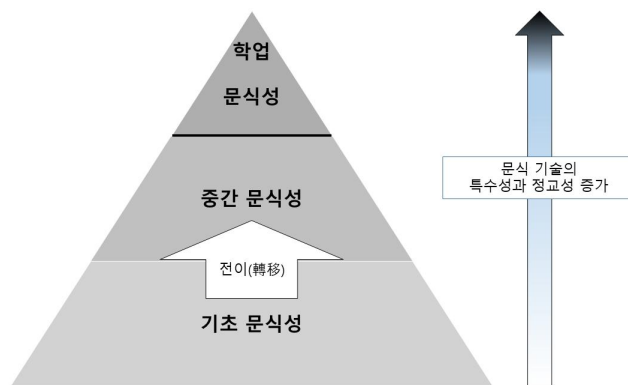 학업
문식성
중간 문식성
전이(轉移)
기초 문식성
문식 기술의
특수성과 정교성 증가